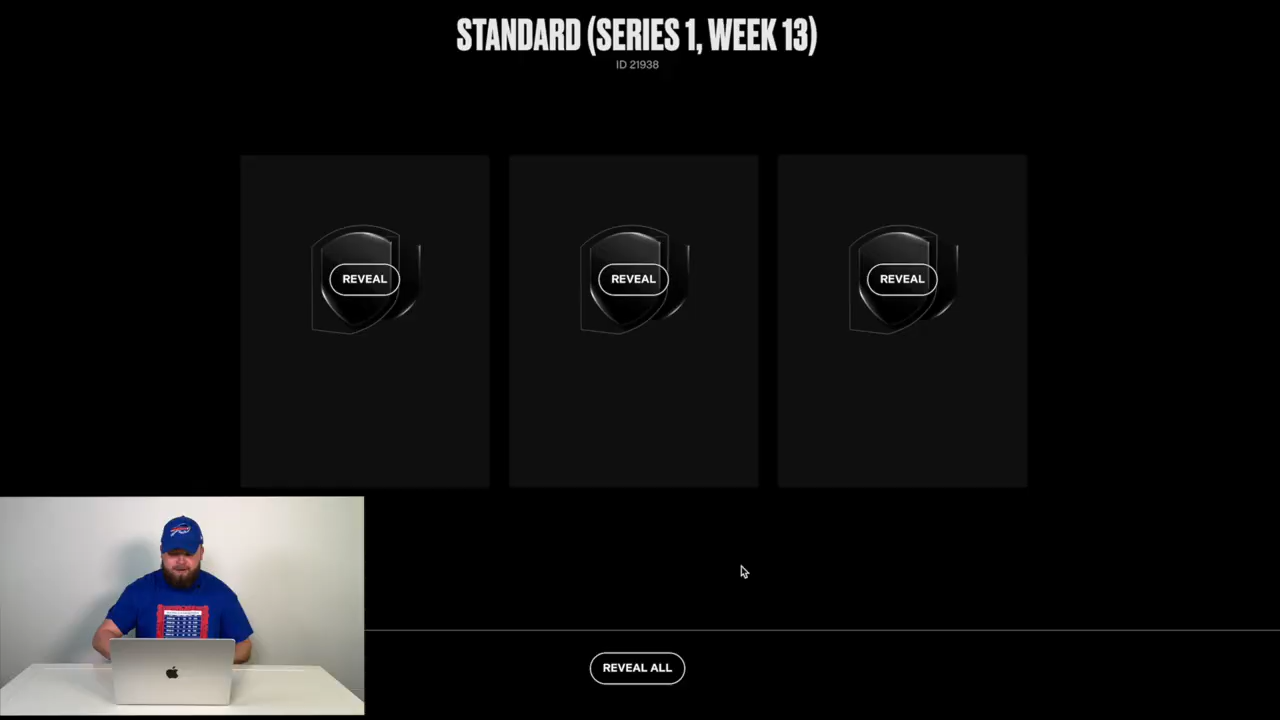 STANDARD (SERIES 1, WEEK 13)
ID 21938
REVEAL
REVEAL
REVEAL
REVEAL ALL